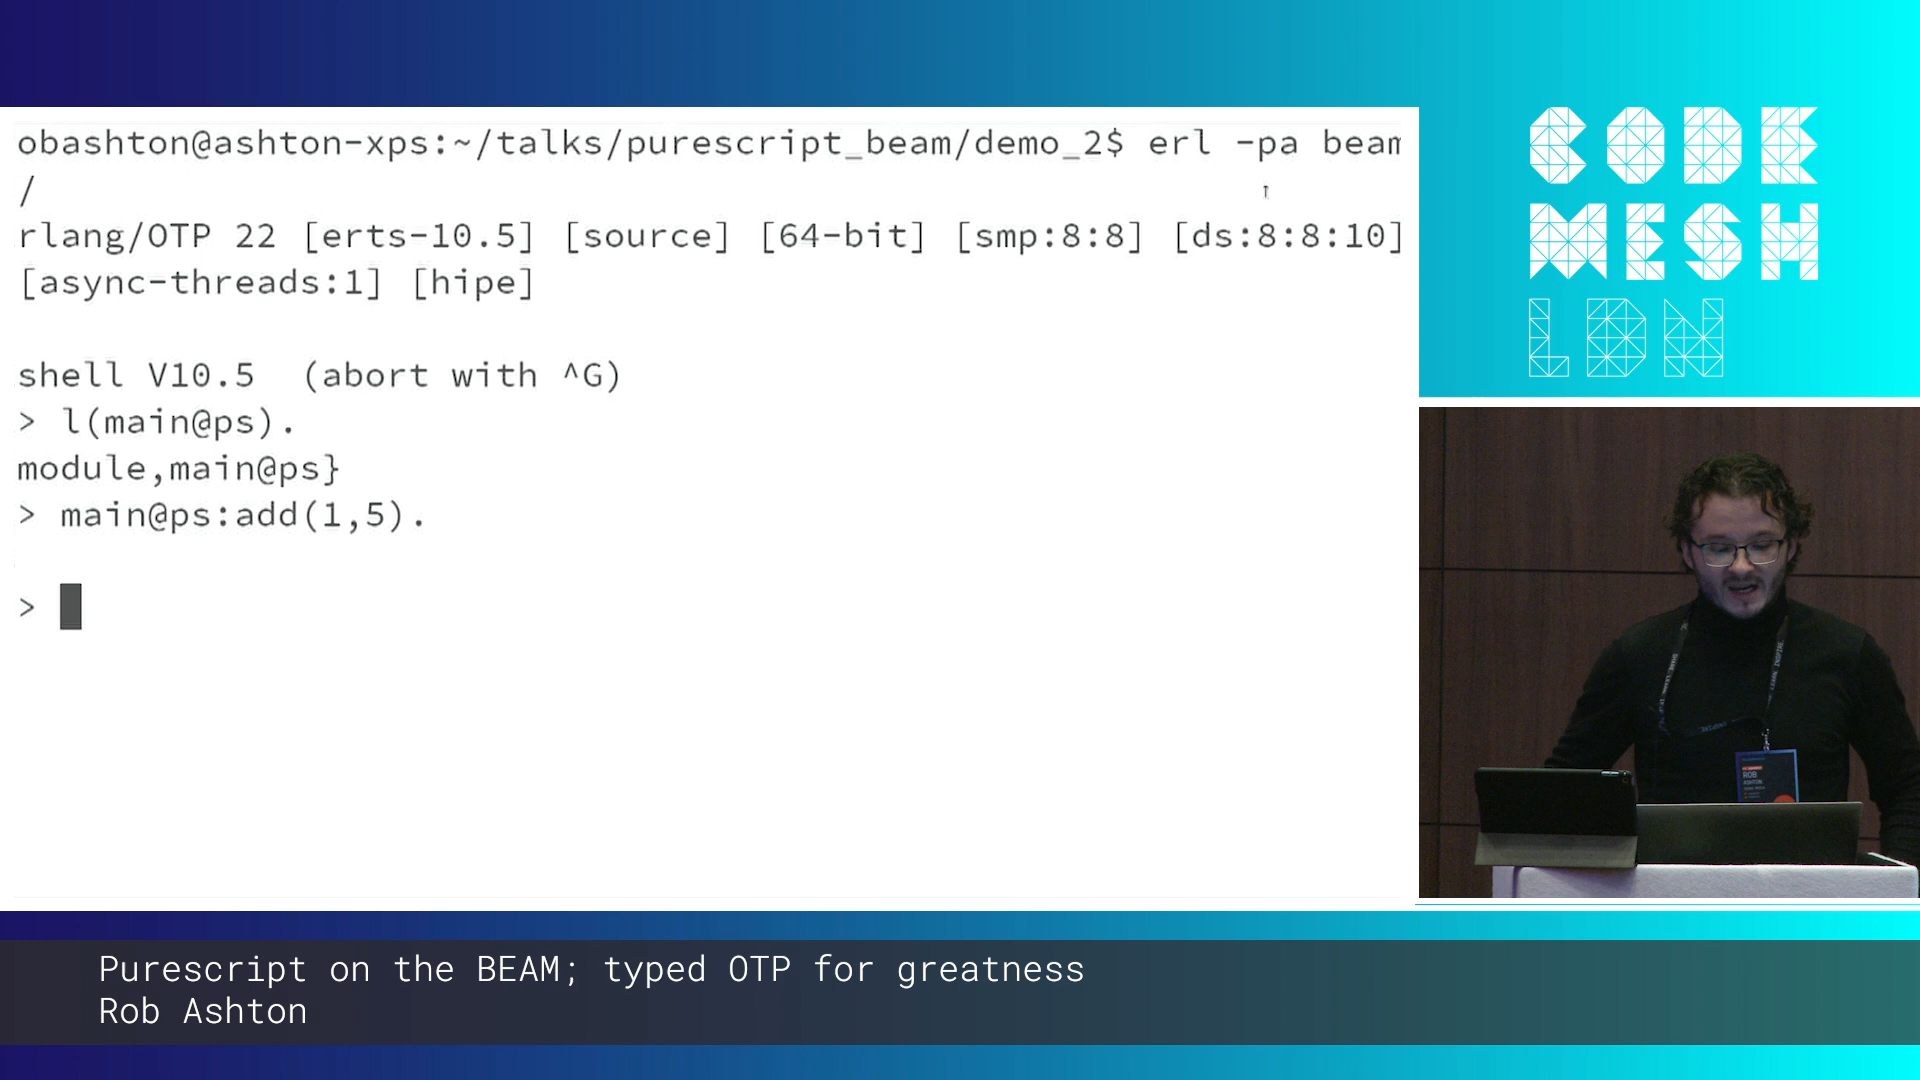 obashton@ashton-xps:~/talks/purescript_beam/demo_2$ erl -pa beam
/
rlang/OTP 22 [erts-10.5] [source] [64-bit] [smp:8:8] [ds:8:8:10]
[async-threads:1] [hipe]
shell V10.5 (abort with ^G)
> l(main@ps).
module,main@ps}
> main@ps:add(1,5).
>
CODE
MESH
LDN
ROB
ASHTON
Purescript on the BEAM; typed OTP for greatness
Rob Ashton